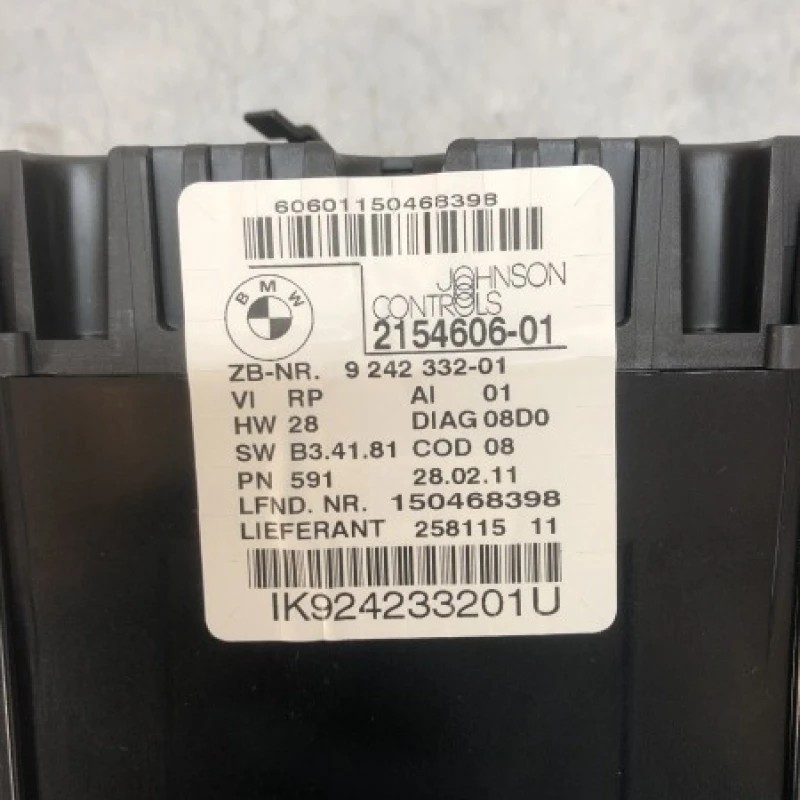 60601150468398
BMW
JOHNSON
CONTROLS
2154606-01
ZB-NR. 9 242 332-01
VI RP AI 01
HW 28 DIAG 08D0
SW B3.41.81 COD 08
PN 591 28.02.11
LFND. NR. 150468398
LIEFERANT 258115 11
IK924233201U